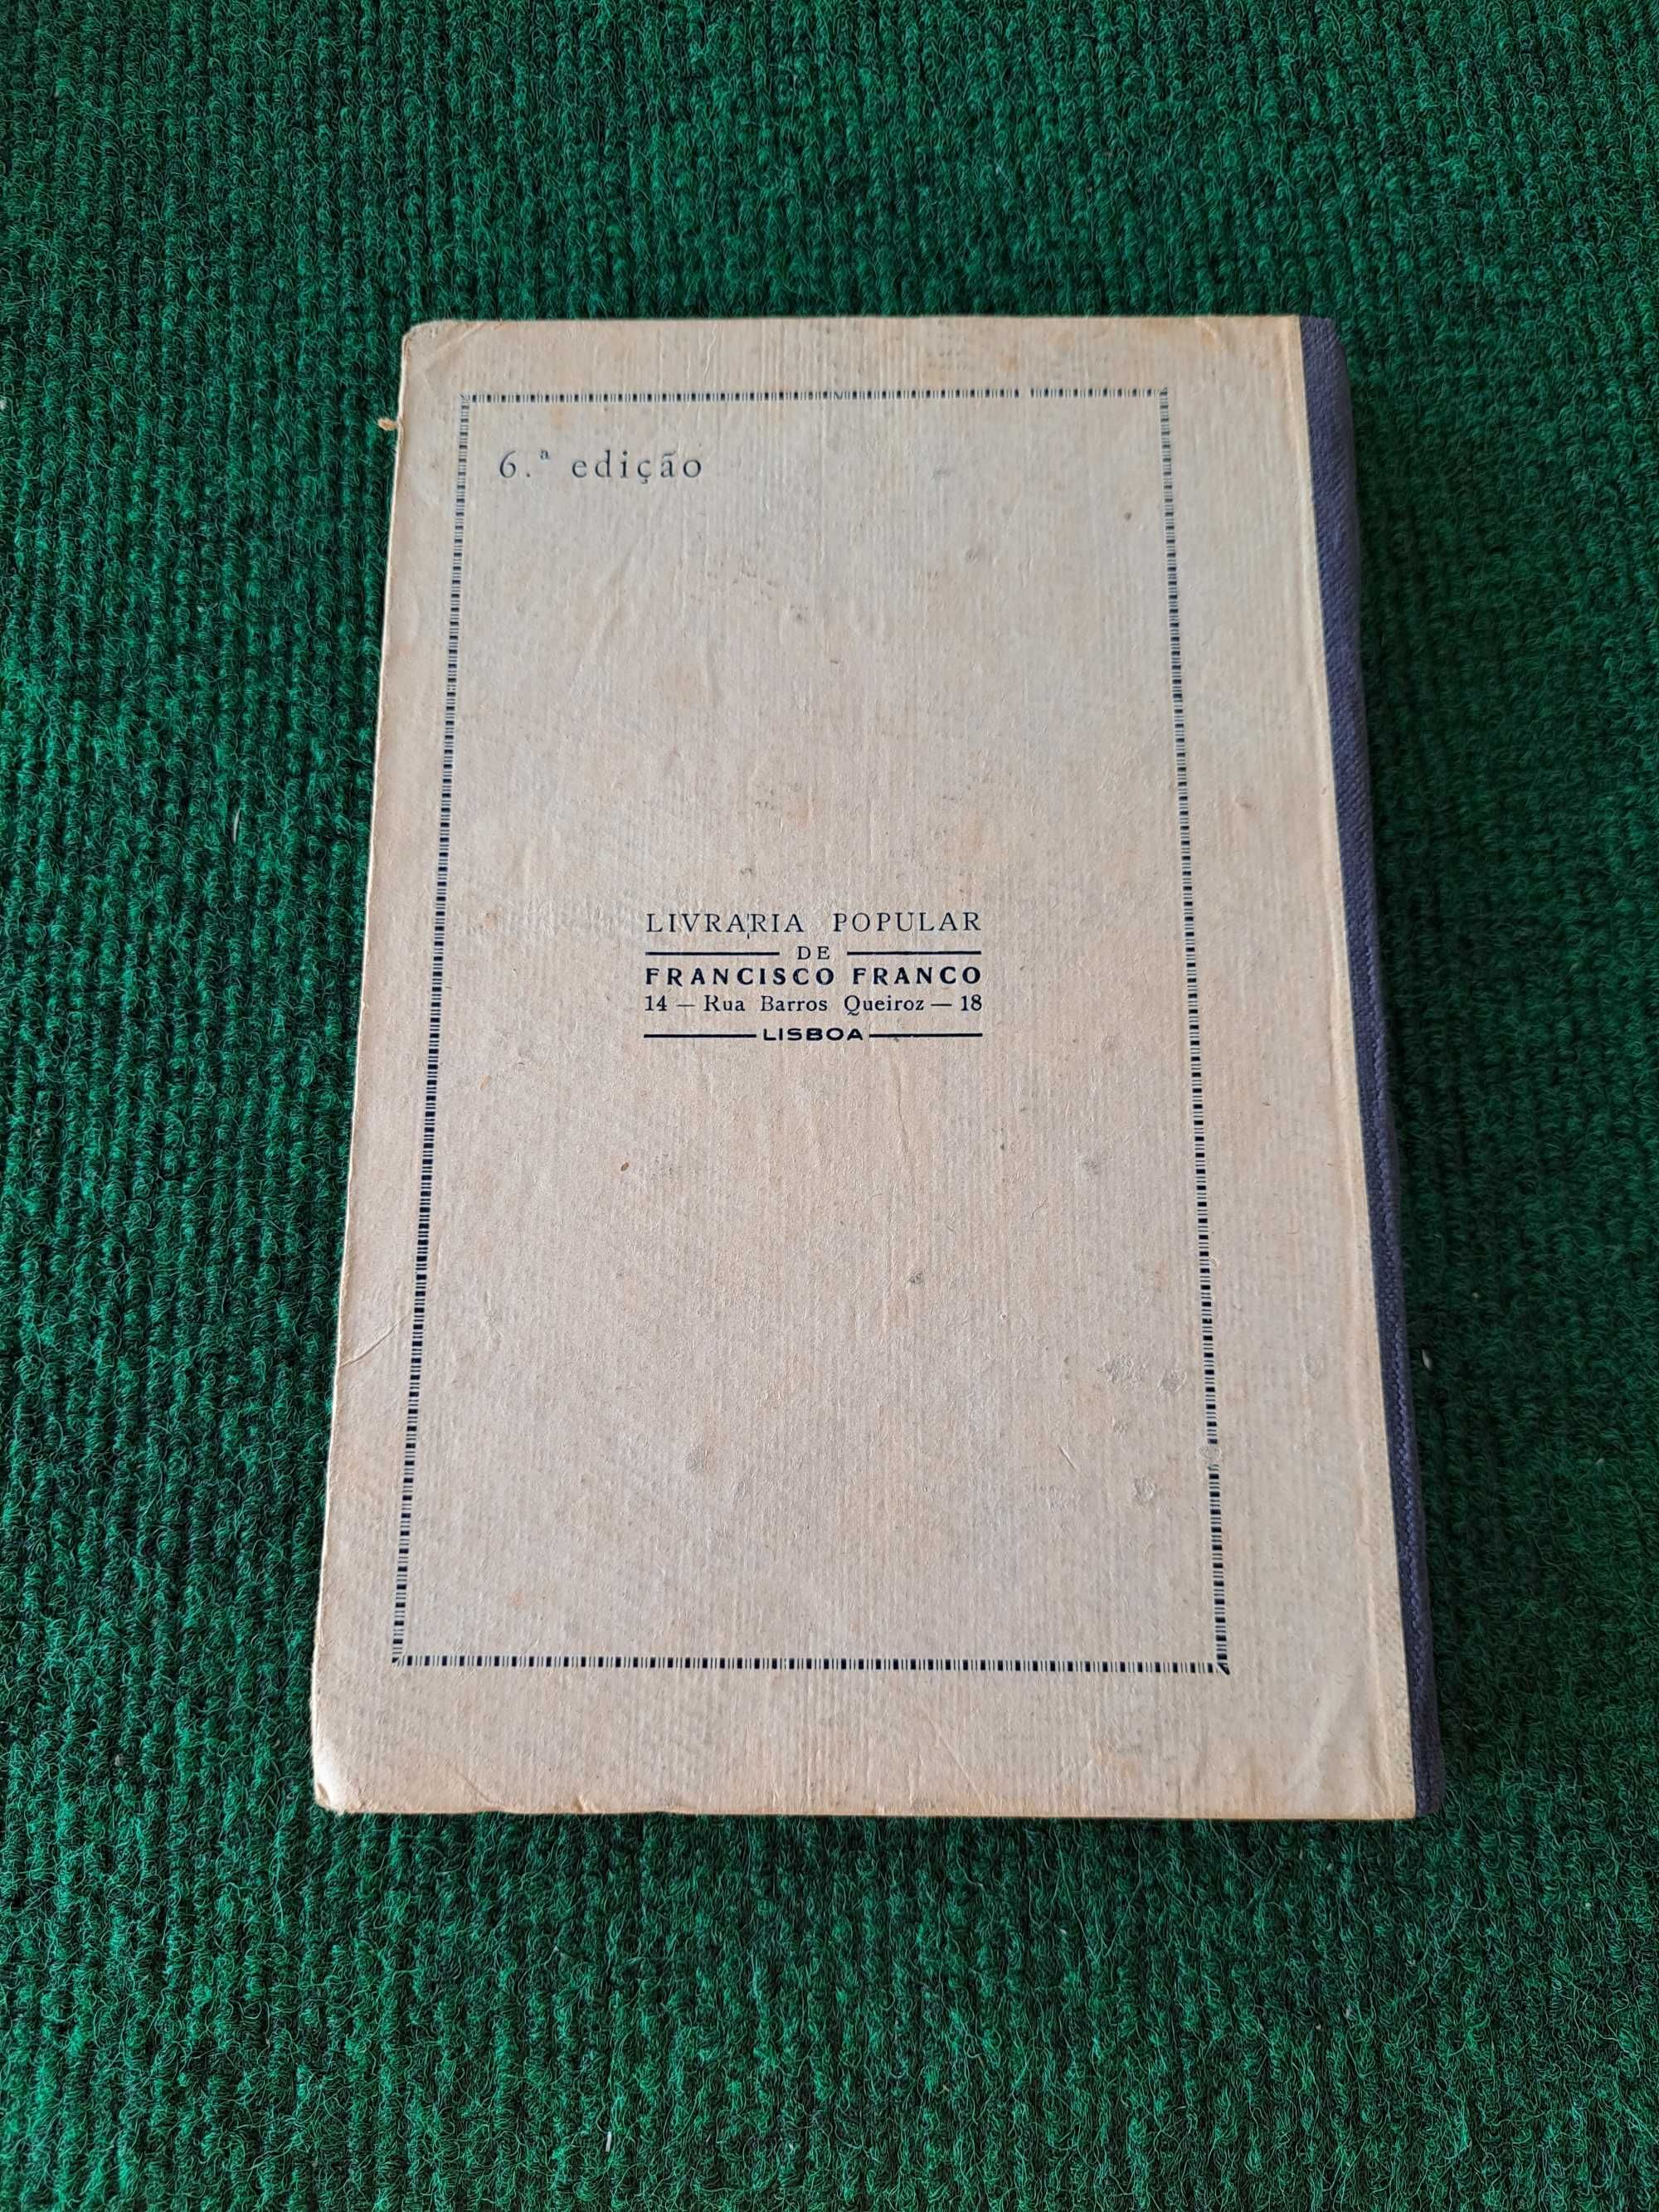 6.ª edição
LIVRARIA POPULAR
DE
FRANCISCO FRANCO
14 — Rua Barros Queiroz — 18
LISBOA